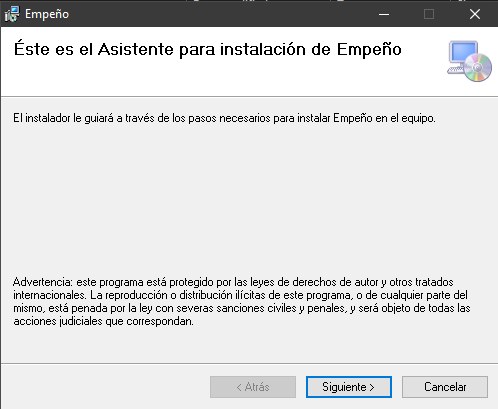 Empeño
Éste es el Asistente para instalación de Empeño
El instalador le guiará a través de los pasos necesarios para instalar Empeño en el equipo.
Advertencia: este programa está protegido por las leyes de derechos de autor y otros tratados
internacionales. La reproducción o distribución ilícitas de este programa, o de cualquier parte del
mismo, está penada por la ley con severas sanciones civiles y penales, y será objeto de todas las
acciones judiciales que correspondan.
< Atrás
Siguiente >
Cancelar